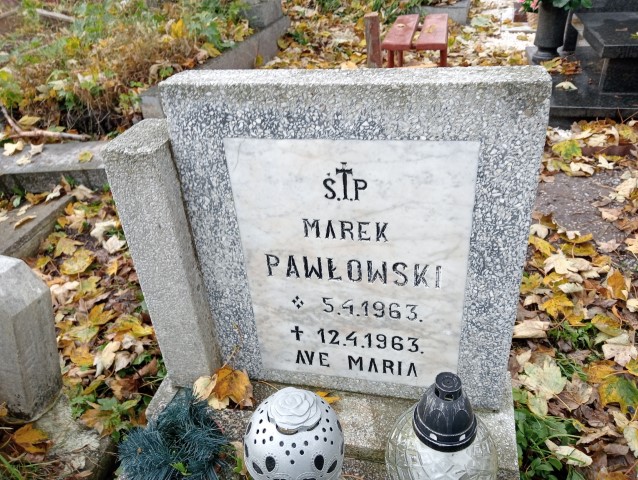 Ś.T.P
MAREK
PAWŁOWSKI
5.4.1963.
✝ 12.4.1963.
AVE MARIA